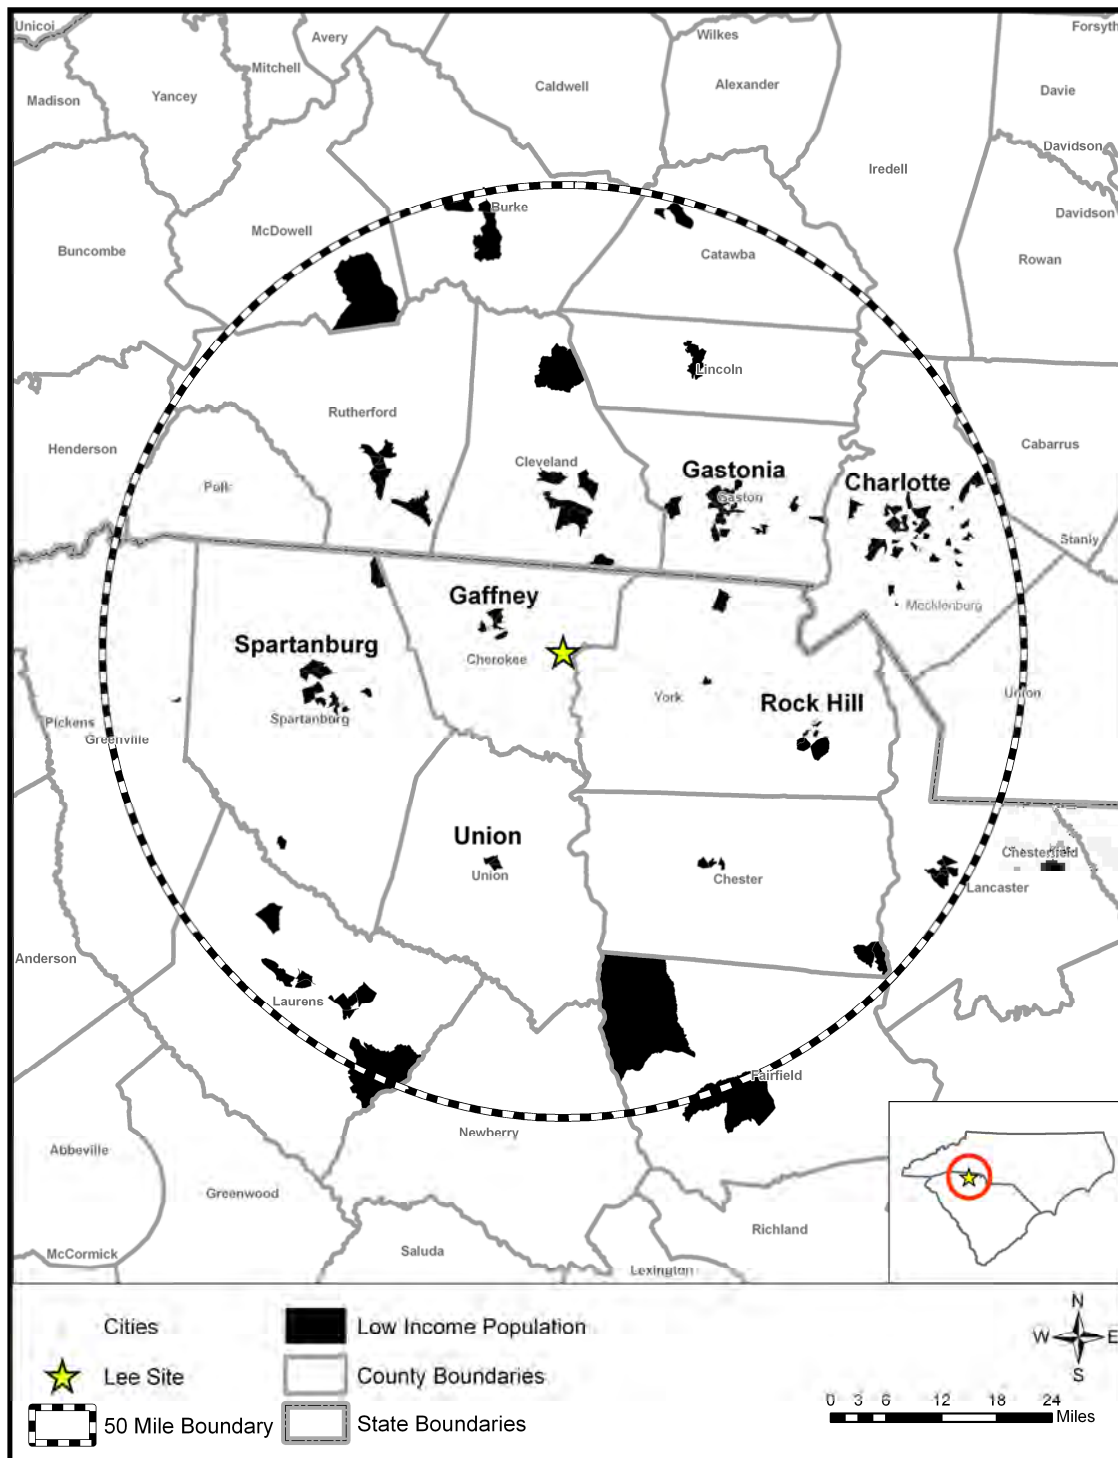 Unicoi
Avery
Wilkes
Forsyth
Mitchell
Caldwell
Alexander
Madison
Yancey
Davie
Davidson
Iredell
Burke
Davidson
McDowell
Buncombe
Catawba
Rowan
Lincoln
Rutherford
Henderson
Cabarrus
Cleveland
Gastonia
Gaston
Charlotte
Polk
Stanly
Gaffney
Mecklenburg
Spartanburg
Cherokee
York
Union
Rock Hill
Spartanburg
Pickens
Greenville
Union
Union
Chester
Chesterfield
Lancaster
Anderson
Laurens
Fairfield
Newberry
Abbeville
Greenwood
Richland
McCormick
Saluda
Lexington
Cities
Low Income Population
Lee Site
County Boundaries
50 Mile Boundary
State Boundaries
N
W E
S
0 3 6 12 18 24
Miles